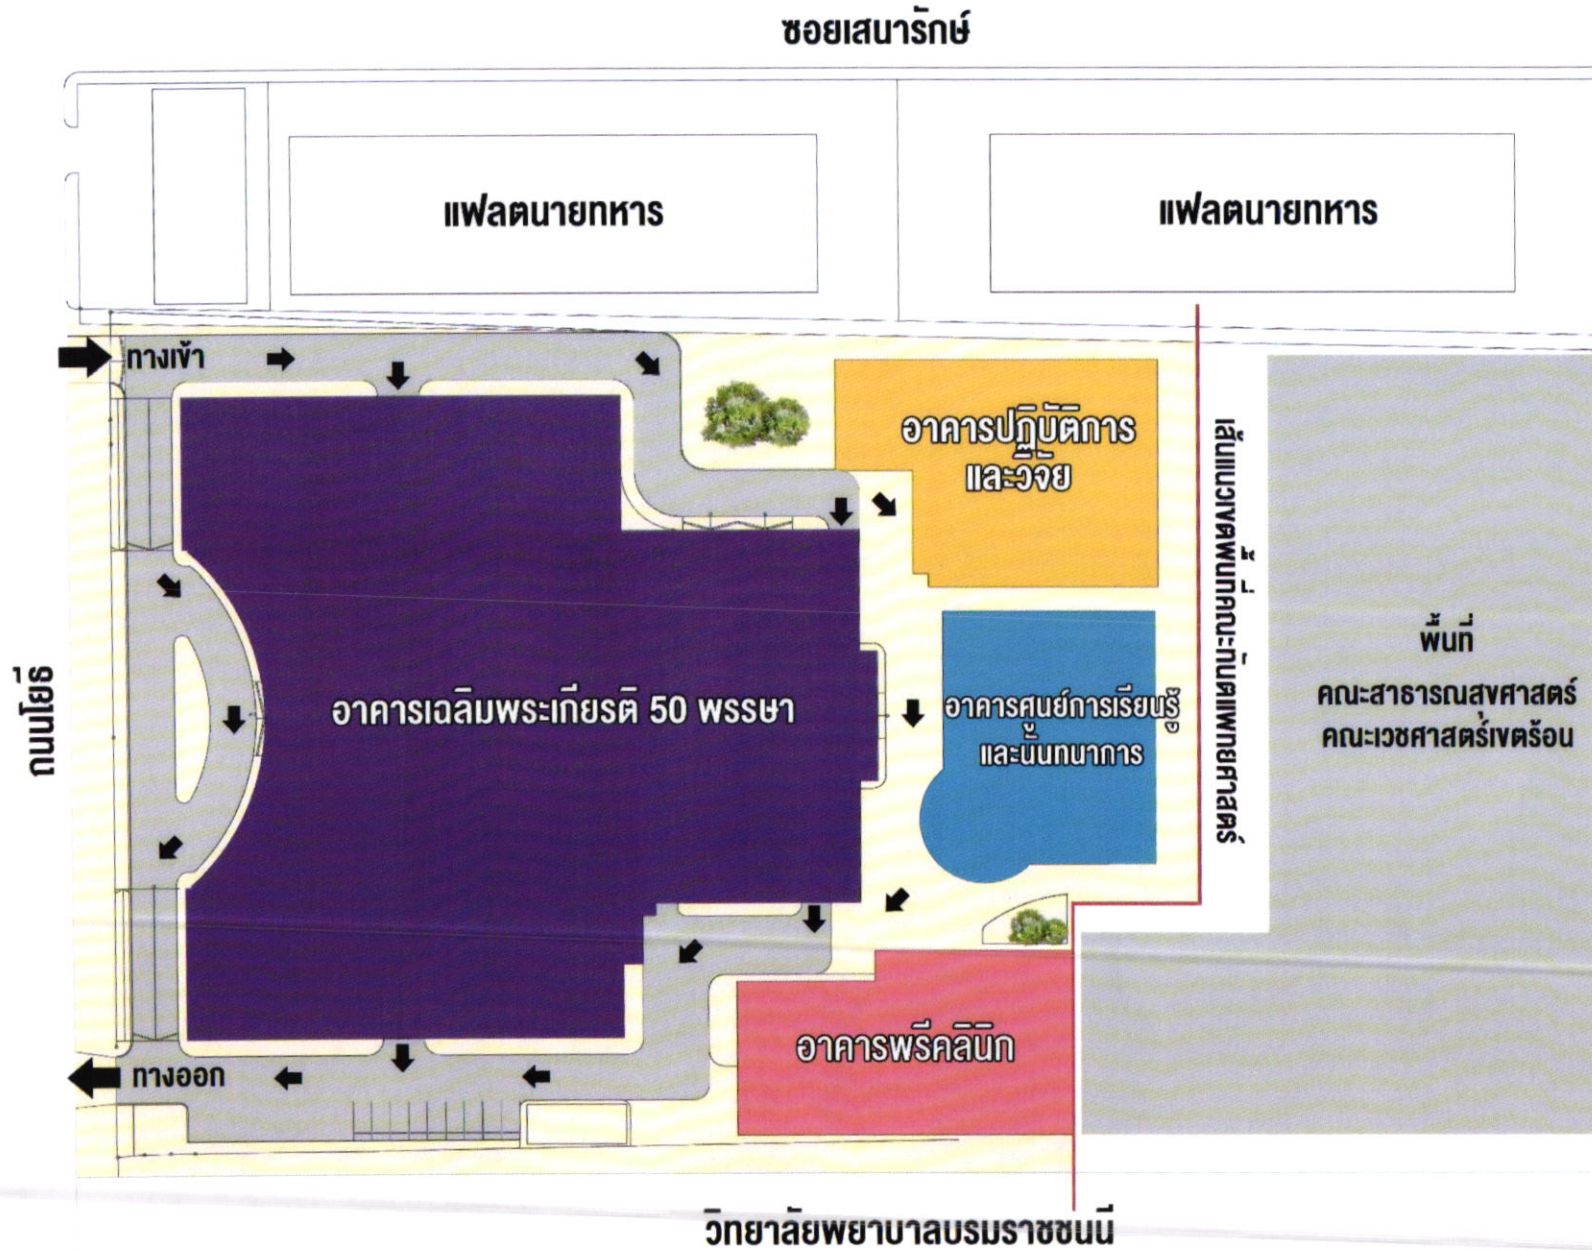 ซอยเสนารักษ์
แฟลตนายทหาร
แฟลตนายทหาร
ทางเข้า
อาคารปฏิบัติการ
และวิจัย
เส้นแนวเขตพื้นที่คณะทันตแพทยศาสตร์
พื้นที่
คณะสาธารณสุขศาสตร์
คณะเวชศาสตร์เขตร้อน
ถนนโยธี
อาคารเฉลิมพระเกียรติ 50 พรรษา
อาคารศูนย์การเรียนรู้
และนันทนาการ
อาคารพรีคลินิก
ทางออก
วิทยาลัยพยาบาลบรมราชชนนี